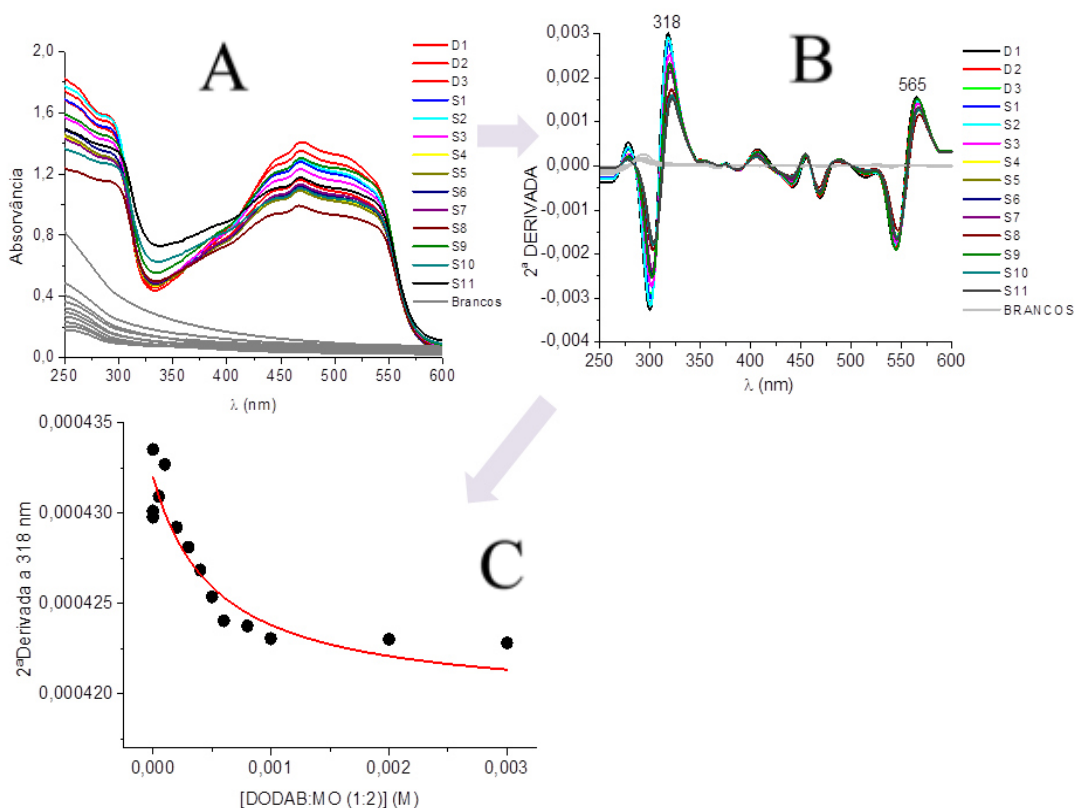 A
Absorvância
2,0
1,6
1,2
0,8
0,4
0,0
250 300 350 400 450 500 550 600
λ (nm)
D1
D2
D3
S1
S2
S3
S4
S5
S6
S7
S8
S9
S10
S11
Brancos
B
318
565
2ª DERIVADA
0,003
0,002
0,001
0,000
-0,001
-0,002
-0,003
-0,004
250 300 350 400 450 500 550 600
λ (nm)
D1
D2
D3
S1
S2
S3
S4
S5
S6
S7
S8
S9
S10
S11
BRANCOS
C
2ªDerivada a 318 nm
0,000435
0,000430
0,000425
0,000420
0,000 0,001 0,002 0,003
[DODAB:MO (1:2)] (M)